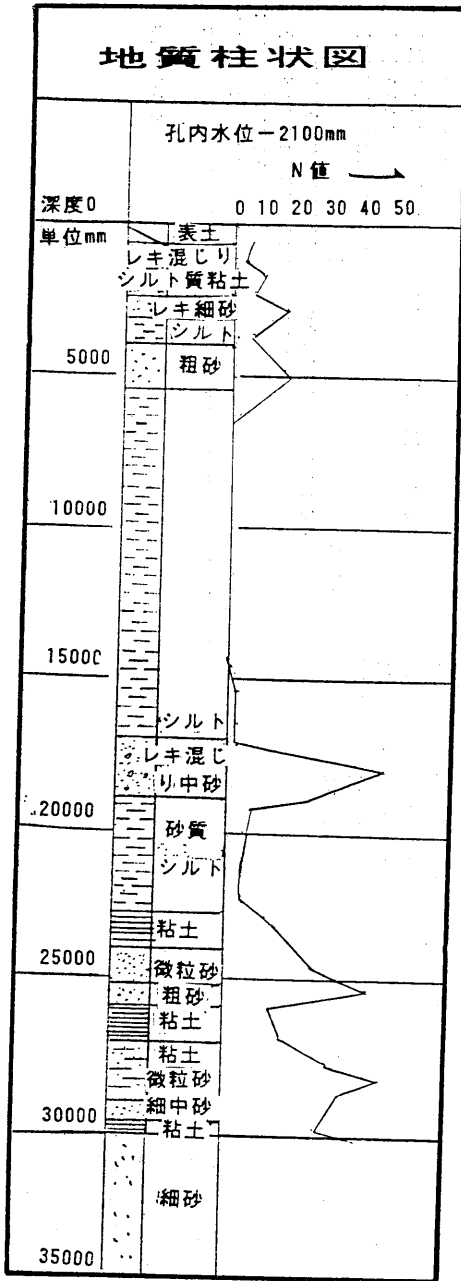 地質柱状図
孔内水位－2100mm
N値
深度0
0 10 20 30 40 50
単位mm
表土
レキ混じり
シルト質粘土
レキ細砂
シルト
5000
粗砂
10000
15000
シルト
レキ混じ
り中砂
20000
砂質
シルト
粘土
25000
微粒砂
粗砂
粘土
粘土
微粒砂
細中砂
30000
粘土
細砂
35000